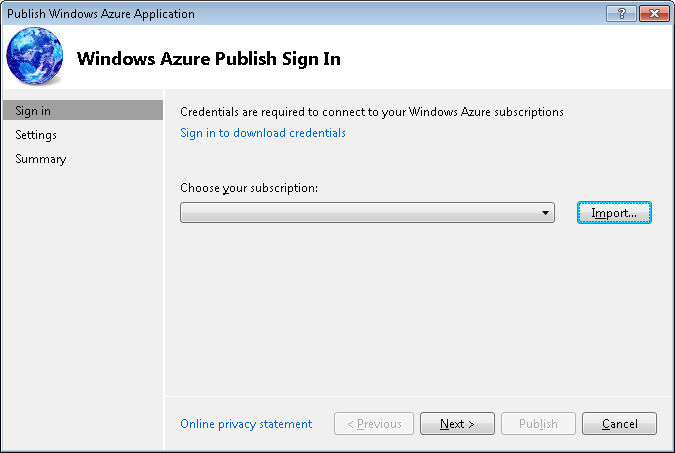 Publish Windows Azure Application
?
Windows Azure Publish Sign In
Sign in
Settings
Summary
Credentials are required to connect to your Windows Azure subscriptions
Sign in to download credentials
Choose your subscription:
Import...
Online privacy statement
< Previous
Next >
Publish
Cancel